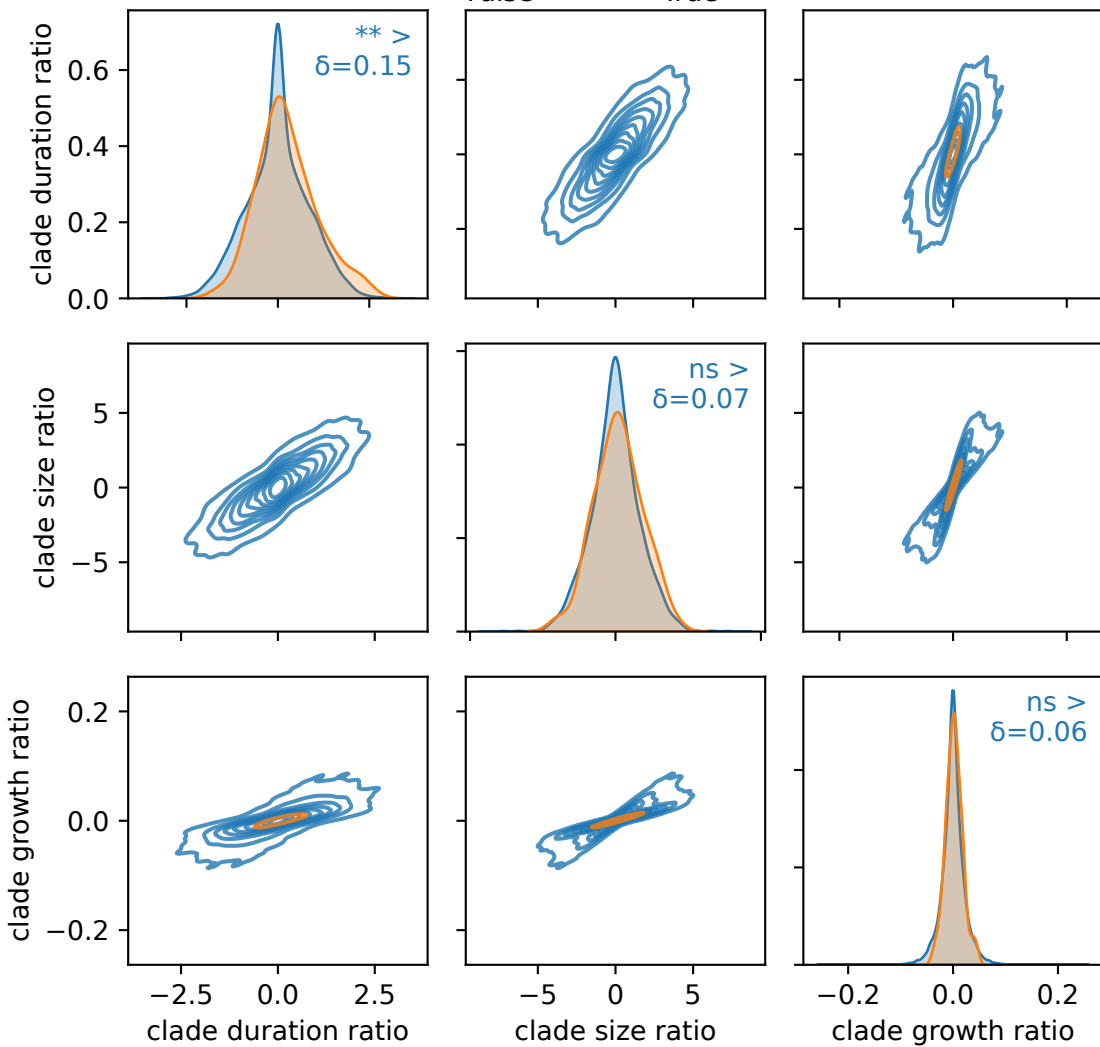 clade duration ratio
0.6
0.4
0.2
0.0
** >
δ=0.15
clade size ratio
5
0
−5
ns >
δ=0.07
clade growth ratio
0.2
0.0
−0.2
ns >
δ=0.06
−2.5 0.0 2.5
−5 0 5
−0.2 0.0 0.2
clade duration ratio
clade size ratio
clade growth ratio